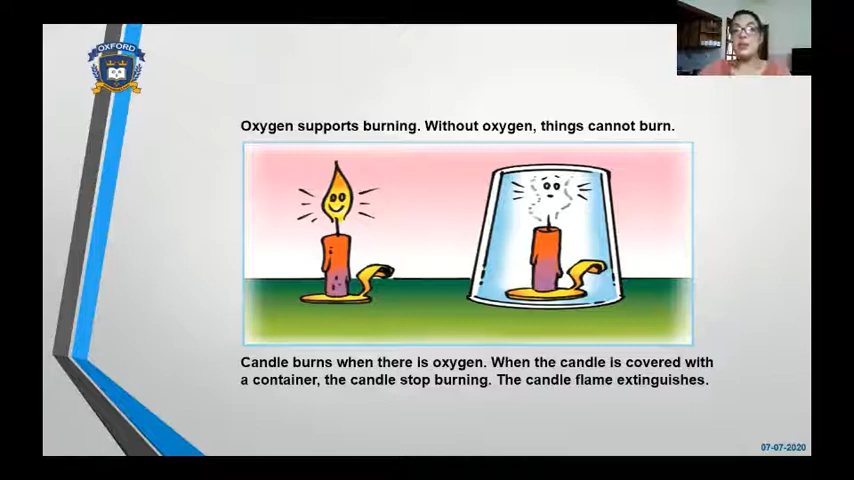 OXFORD
Oxygen supports burning. Without oxygen, things cannot burn.
Candle burns when there is oxygen. When the candle is covered with
a container, the candle stop burning. The candle flame extinguishes.
07-07-2020